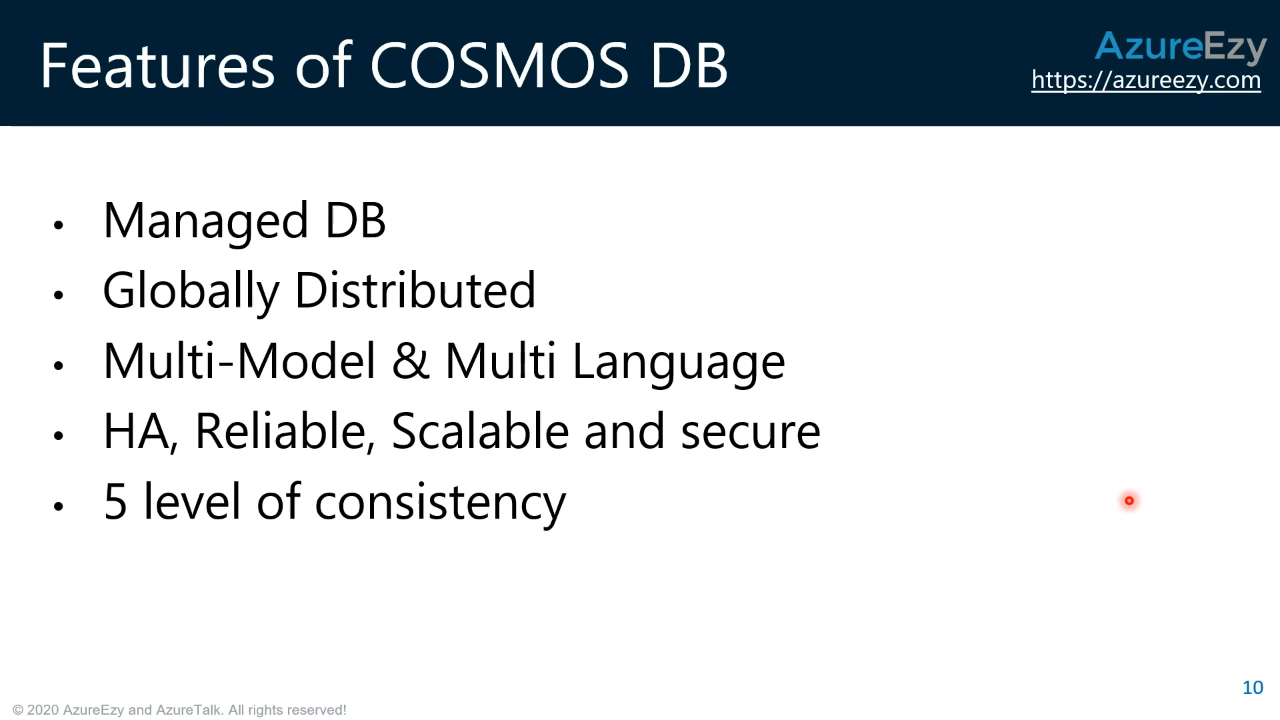 Features of COSMOS DB
AzureEzy
https://azureezy.com
• Managed DB
• Globally Distributed
• Multi-Model & Multi Language
• HA, Reliable, Scalable and secure
• 5 level of consistency
10
© 2020 AzureEzy and AzureTalk. All rights reserved!